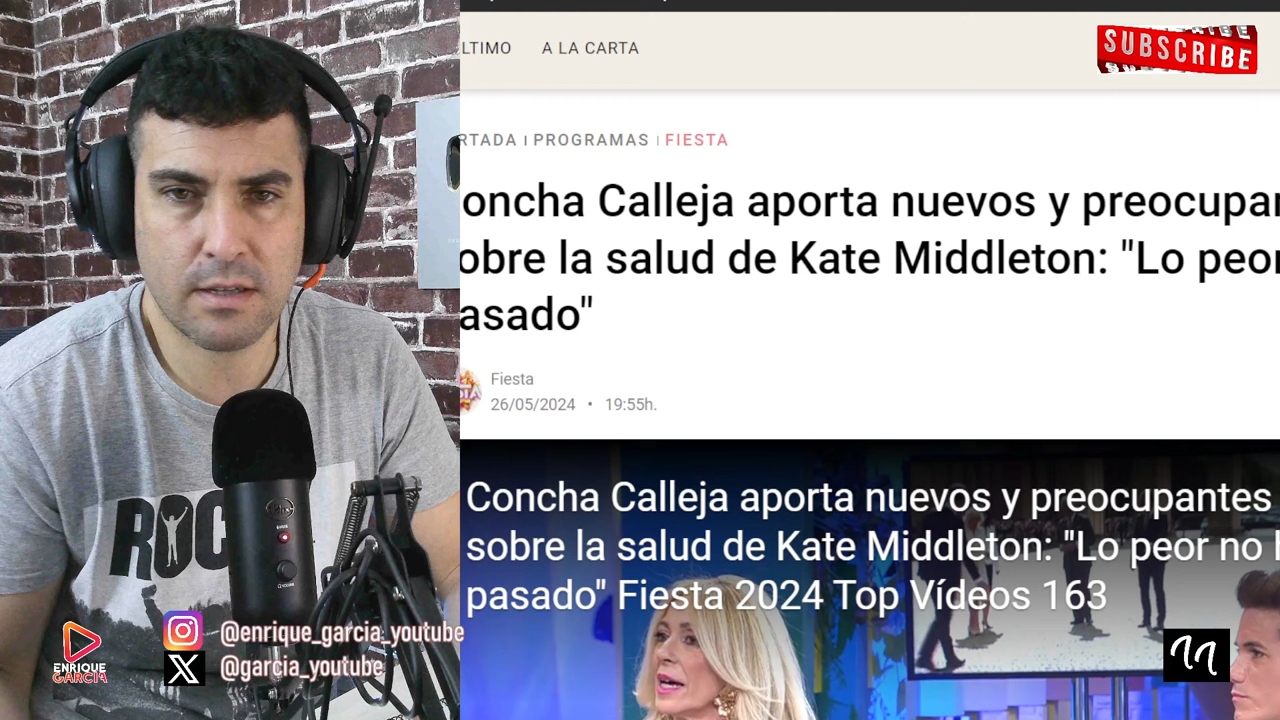 LTIMO A LA CARTA
SUBSCRIBE
RTADA PROGRAMAS FIESTA
oncha Calleja aporta nuevos y preocupan
obre la salud de Kate Middleton: "Lo peor
asado"
Fiesta
26/05/2024 • 19:55h.
Concha Calleja aporta nuevos y preocupantes
sobre la salud de Kate Middleton: "Lo peor no h
pasado" Fiesta 2024 Top Vídeos 163
ROC
@enrique_garcia_youtube
@garcia_youtube
ENRIQUE
GARCIA